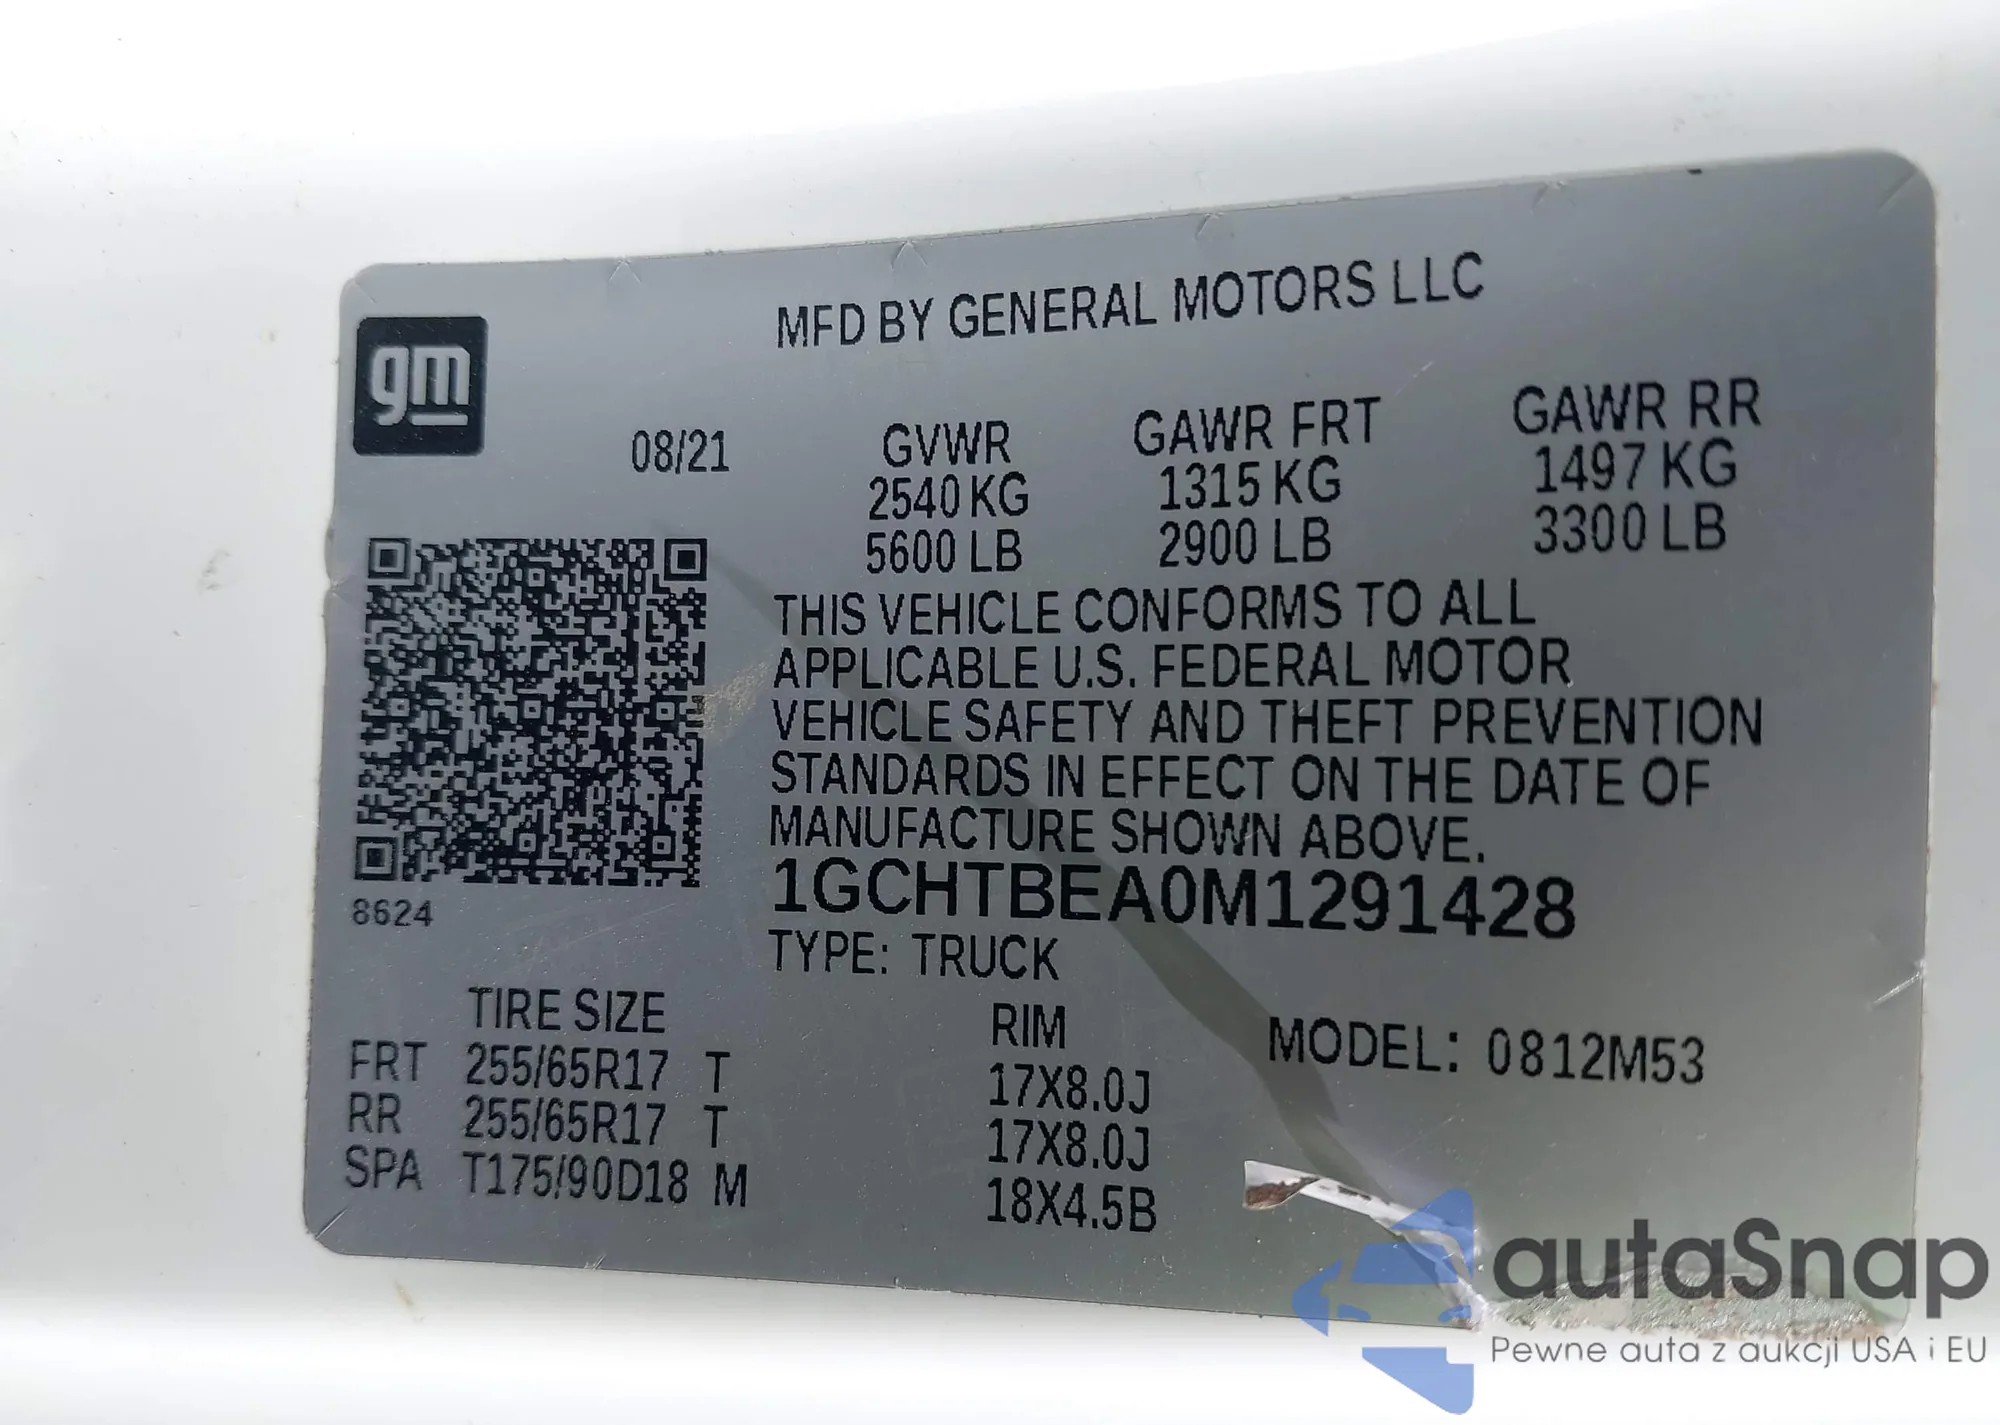 gm
MFD BY GENERAL MOTORS LLC
08/21 GVWR GAWR FRT GAWR RR
2540 KG 1315 KG 1497 KG
5600 LB 2900 LB 3300 LB
THIS VEHICLE CONFORMS TO ALL
APPLICABLE U.S. FEDERAL MOTOR
VEHICLE SAFETY AND THEFT PREVENTION
STANDARDS IN EFFECT ON THE DATE OF
MANUFACTURE SHOWN ABOVE.
8624 1GCHTBEA0M1291428
TYPE: TRUCK
TIRE SIZE RIM MODEL: 0812M53
FRT 255/65R17 T 17X8.0J
RR 255/65R17 T 17X8.0J
SPA T175/90D18 M 18X4.5B
autaSnap
Pewne auta z aukcji USA i EU